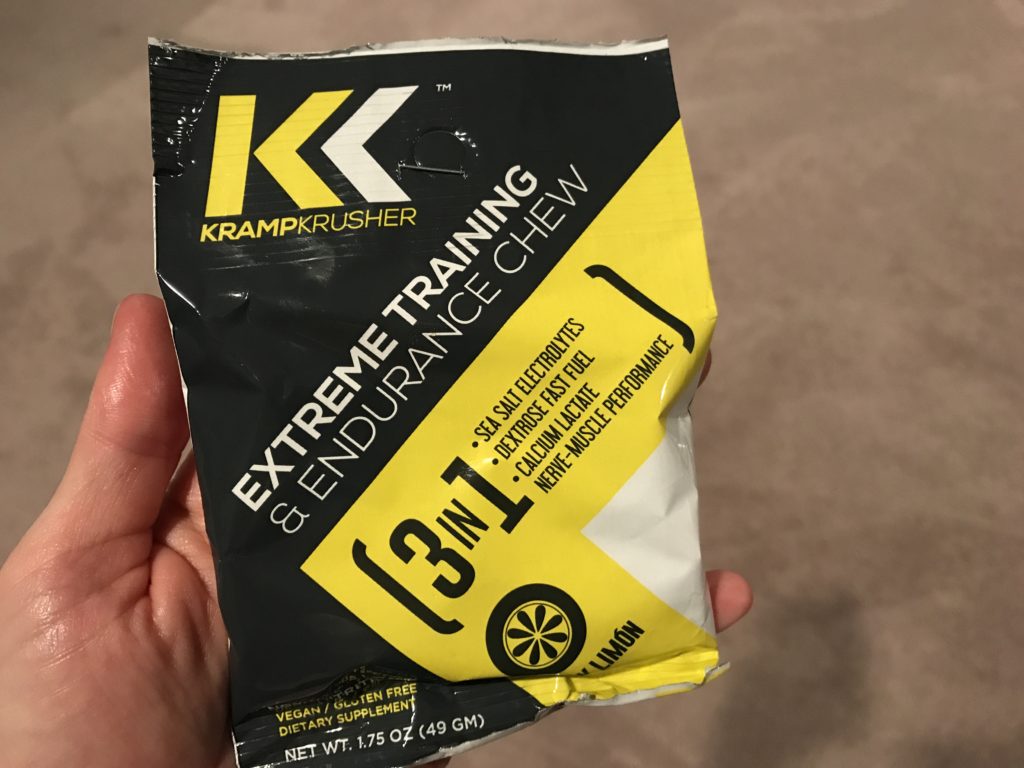 KK™
KRAMPKRUSHER
EXTREME TRAINING
& ENDURANCE CHEW
3 IN 1
• SEA SALT ELECTROLYTES
• DEXTROSE FAST FUEL
• CALCIUM LACTATE
NERVE-MUSCLE PERFORMANCE
LIMÓN
VEGAN / GLUTEN FREE
DIETARY SUPPLEMENT
NET WT. 1.75 OZ (49 GM)